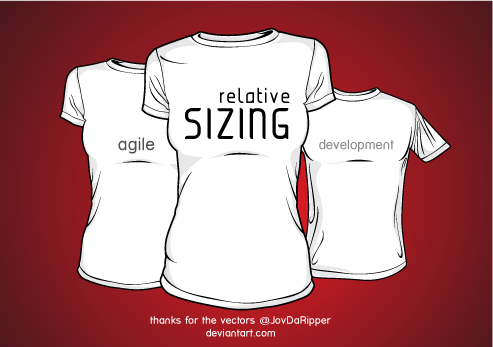 relative
SIZING
agile
development
thanks for the vectors @JovDaRipper
deviantart.com